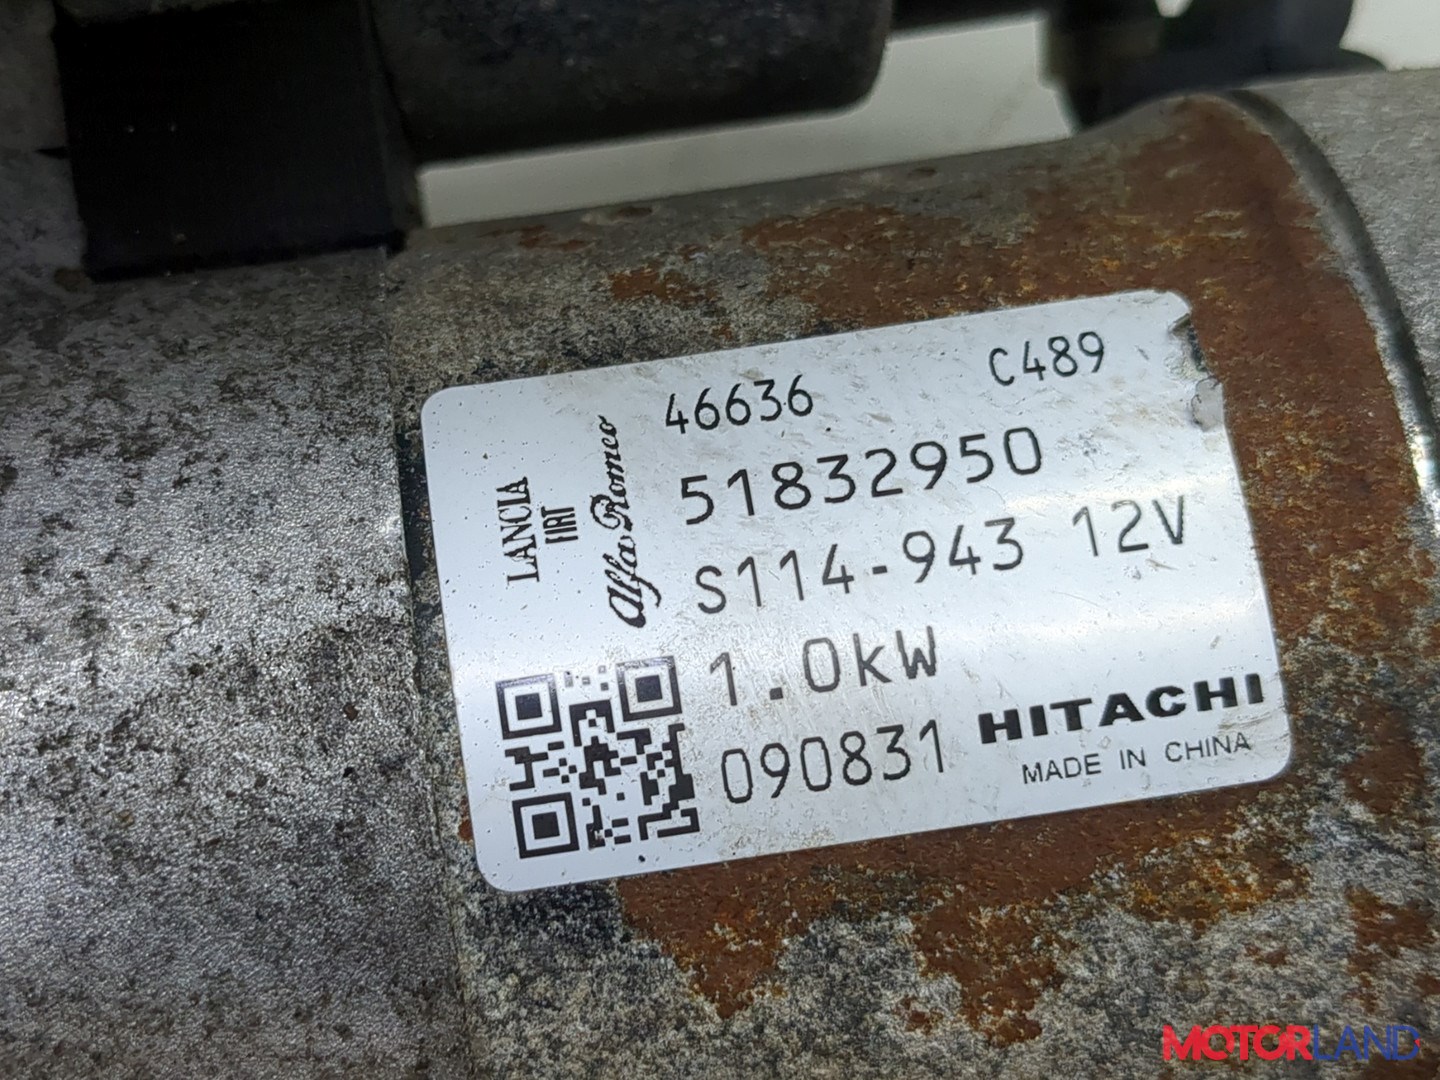 46636 C489
51832950
S114-943 12V
1.0kW
090831
HITACHI
MADE IN CHINA
LANCIA
FIAT
Alfa Romeo
MOTORLAND